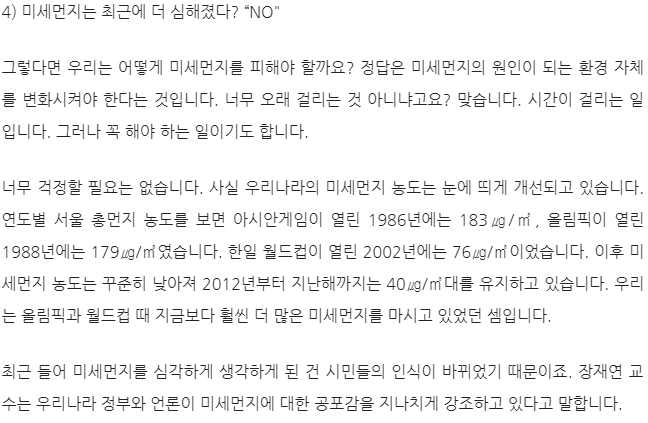 4) 미세먼지는 최근에 더 심해졌다? “NO"
그렇다면 우리는 어떻게 미세먼지를 피해야 할까요? 정답은 미세먼지의 원인이 되는 환경 자체
를 변화시켜야 한다는 것입니다. 너무 오래 걸리는 것 아니냐고요? 맞습니다. 시간이 걸리는 일
입니다. 그러나 꼭 해야 하는 일이기도 합니다.
너무 걱정할 필요는 없습니다. 사실 우리나라의 미세먼지 농도는 눈에 띄게 개선되고 있습니다.
연도별 서울 총먼지 농도를 보면 아시안게임이 열린 1986년에는 183㎍/㎥, 올림픽이 열린
1988년에는 179㎍/㎥였습니다. 한일 월드컵이 열린 2002년에는 76㎍/㎥이었습니다. 이후 미
세먼지 농도는 꾸준히 낮아져 2012년부터 지난해까지는 40㎍/㎥대를 유지하고 있습니다. 우리
는 올림픽과 월드컵 때 지금보다 훨씬 더 많은 미세먼지를 마시고 있었던 셈입니다.
최근 들어 미세먼지를 심각하게 생각하게 된 건 시민들의 인식이 바뀌었기 때문이죠. 장재연 교
수는 우리나라 정부와 언론이 미세먼지에 대한 공포감을 지나치게 강조하고 있다고 말합니다.